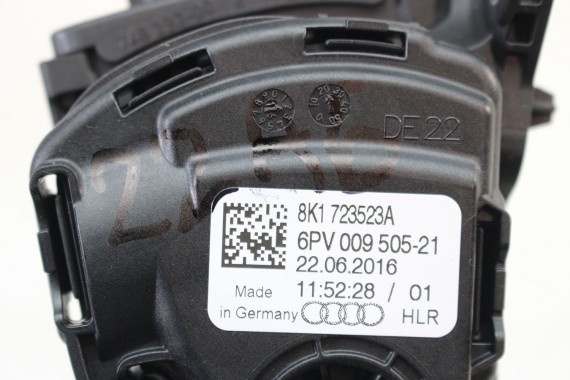 DE 22
8K1 723523A
6PV 009 505-21
22.06.2016
Made 11:52:28 / 01
in Germany HLR